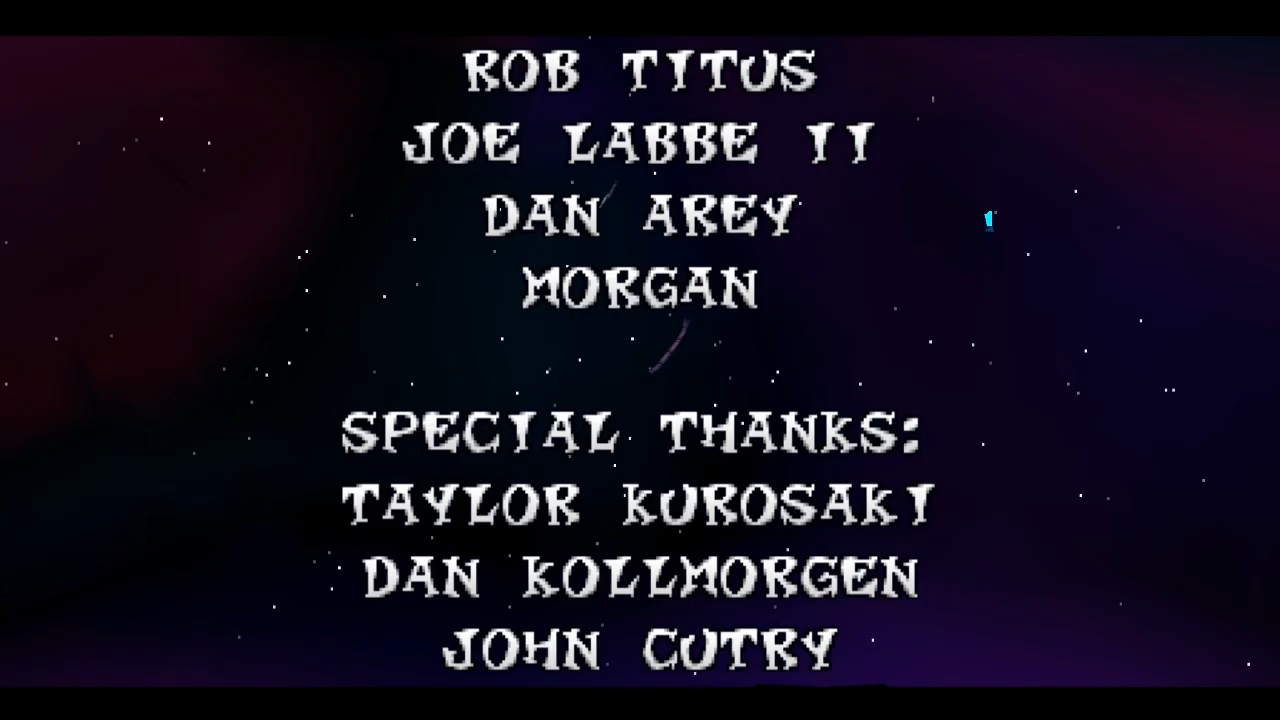 ROB TITUS
JOE LABBE II
DAN AREY
MORGAN
SPECIAL THANKS:
TAYLOR KUROSAKI
DAN KOLLMORGEN
JOHN CUTRY